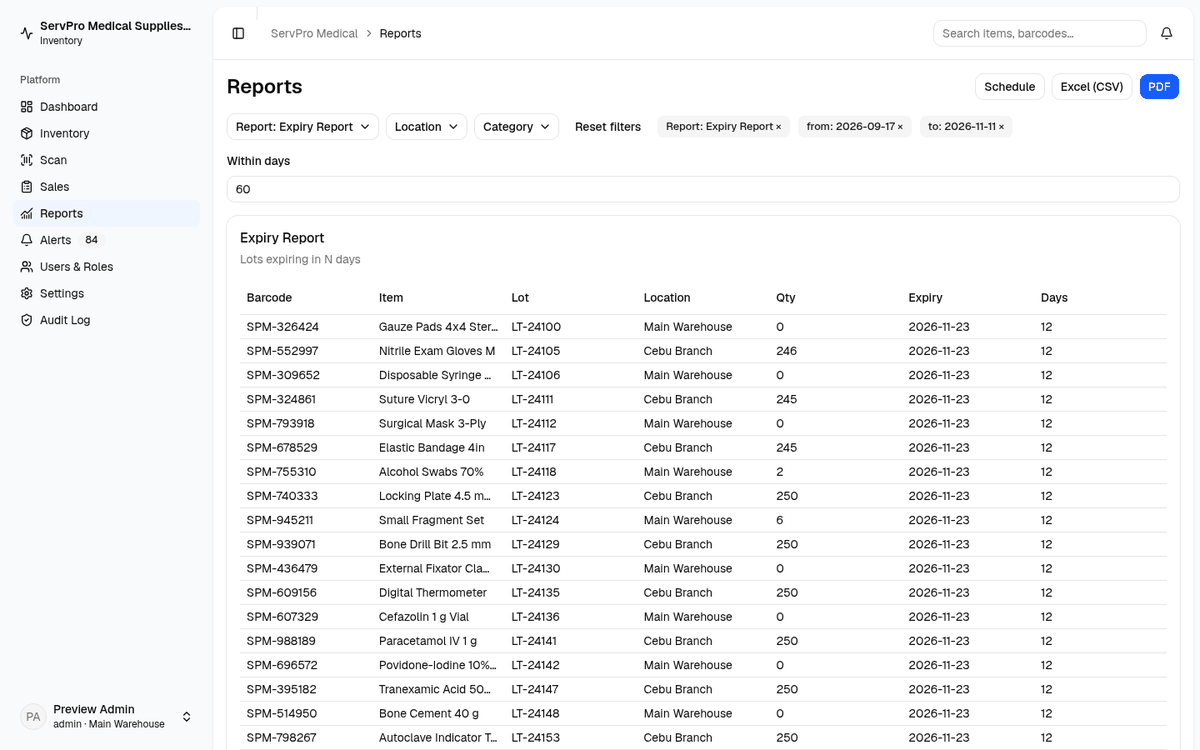 ServPro Medical Supplies...
Inventory
Platform
Dashboard
Inventory
Scan
Sales
Reports
Alerts 84
Users & Roles
Settings
Audit Log
PA
Preview Admin
admin · Main Warehouse
ServPro Medical > Reports
Search items, barcodes...
Reports
Schedule Excel (CSV) PDF
Report: Expiry Report Location Category Reset filters Report: Expiry Report × from: 2026-09-17 × to: 2026-11-11 ×
Within days
60
Expiry Report
Lots expiring in N days
Barcode Item Lot Location Qty Expiry Days
SPM-326424 Gauze Pads 4x4 Ster... LT-24100 Main Warehouse 0 2026-11-23 12
SPM-552997 Nitrile Exam Gloves M LT-24105 Cebu Branch 246 2026-11-23 12
SPM-309652 Disposable Syringe ... LT-24106 Main Warehouse 0 2026-11-23 12
SPM-324861 Suture Vicryl 3-0 LT-24111 Cebu Branch 245 2026-11-23 12
SPM-793918 Surgical Mask 3-Ply LT-24112 Main Warehouse 0 2026-11-23 12
SPM-678529 Elastic Bandage 4in LT-24117 Cebu Branch 245 2026-11-23 12
SPM-755310 Alcohol Swabs 70% LT-24118 Main Warehouse 2 2026-11-23 12
SPM-740333 Locking Plate 4.5 m... LT-24123 Cebu Branch 250 2026-11-23 12
SPM-945211 Small Fragment Set LT-24124 Main Warehouse 6 2026-11-23 12
SPM-939071 Bone Drill Bit 2.5 mm LT-24129 Cebu Branch 250 2026-11-23 12
SPM-436479 External Fixator Cla... LT-24130 Main Warehouse 0 2026-11-23 12
SPM-609156 Digital Thermometer LT-24135 Cebu Branch 250 2026-11-23 12
SPM-607329 Cefazolin 1 g Vial LT-24136 Main Warehouse 0 2026-11-23 12
SPM-988189 Paracetamol IV 1 g LT-24141 Cebu Branch 250 2026-11-23 12
SPM-696572 Povidone-Iodine 10%... LT-24142 Main Warehouse 0 2026-11-23 12
SPM-395182 Tranexamic Acid 50... LT-24147 Cebu Branch 250 2026-11-23 12
SPM-514950 Bone Cement 40 g LT-24148 Main Warehouse 0 2026-11-23 12
SPM-798267 Autoclave Indicator T... LT-24153 Cebu Branch 250 2026-11-23 12